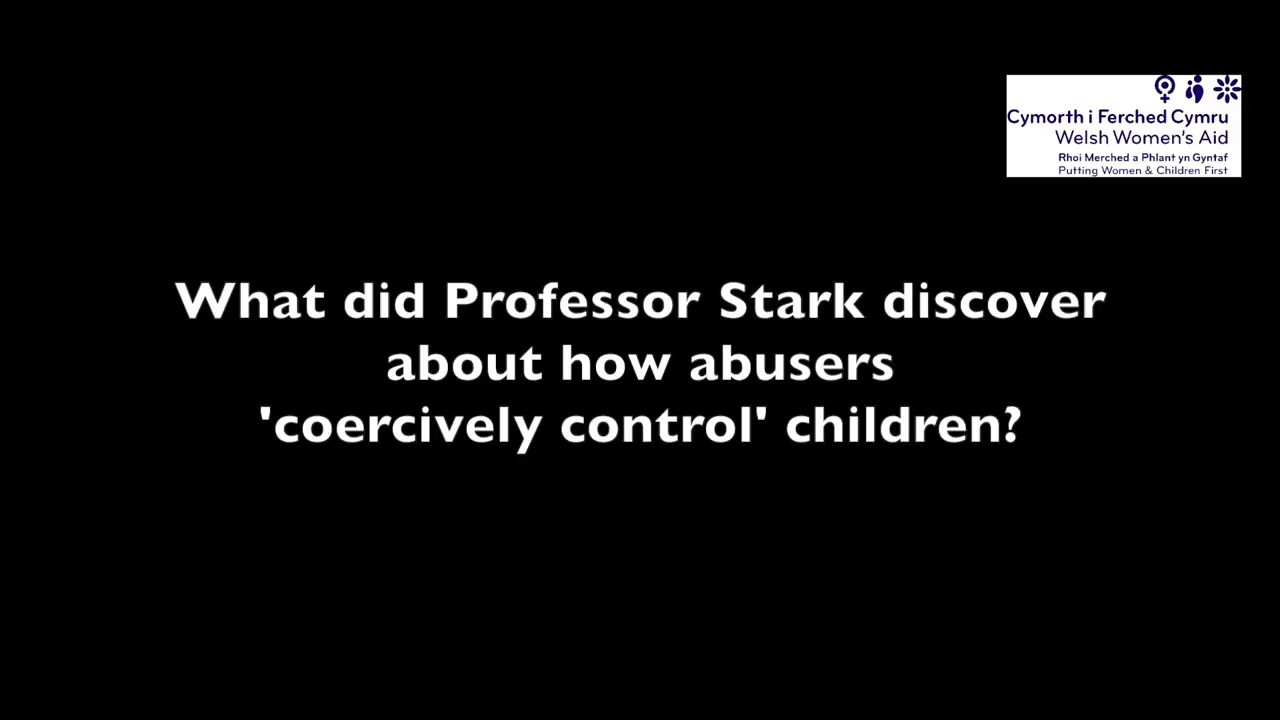 Cymorth i Ferched Cymru
Welsh Women's Aid
Rhoi Merched a Phlant yn Gyntaf
Putting Women & Children First
What did Professor Stark discover
about how abusers
'coercively control' children?